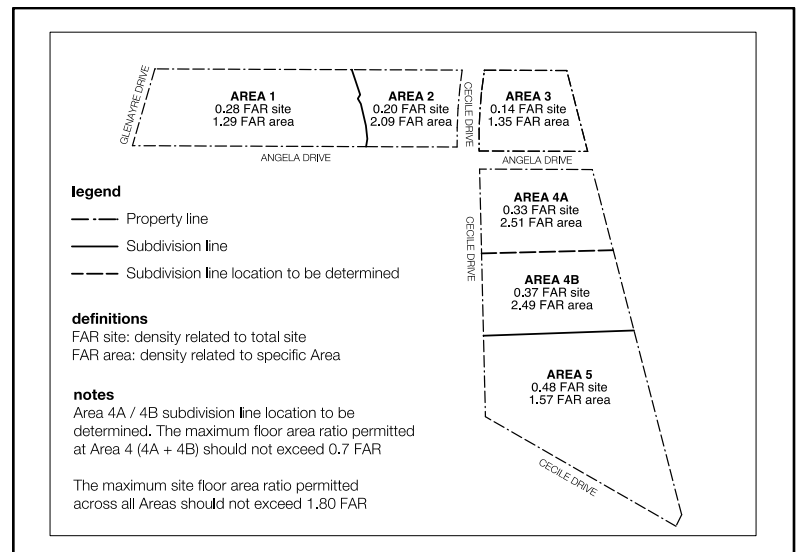 GLENAYRE DRIVE
AREA 1
0.28 FAR site
1.29 FAR area
AREA 2
0.20 FAR site
2.09 FAR area
CECILE DRIVE
AREA 3
0.14 FAR site
1.35 FAR area
ANGELA DRIVE
ANGELA DRIVE
legend
Property line
Subdivision line
Subdivision line location to be determined
CECILE DRIVE
AREA 4A
0.33 FAR site
2.51 FAR area
AREA 4B
0.37 FAR site
2.49 FAR area
definitions
FAR site: density related to total site
FAR area: density related to specific Area
AREA 5
0.48 FAR site
1.57 FAR area
notes
Area 4A / 4B subdivision line location to be
determined. The maximum floor area ratio permitted
at Area 4 (4A + 4B) should not exceed 0.7 FAR
The maximum site floor area ratio permitted
across all Areas should not exceed 1.80 FAR
CECILE DRIVE